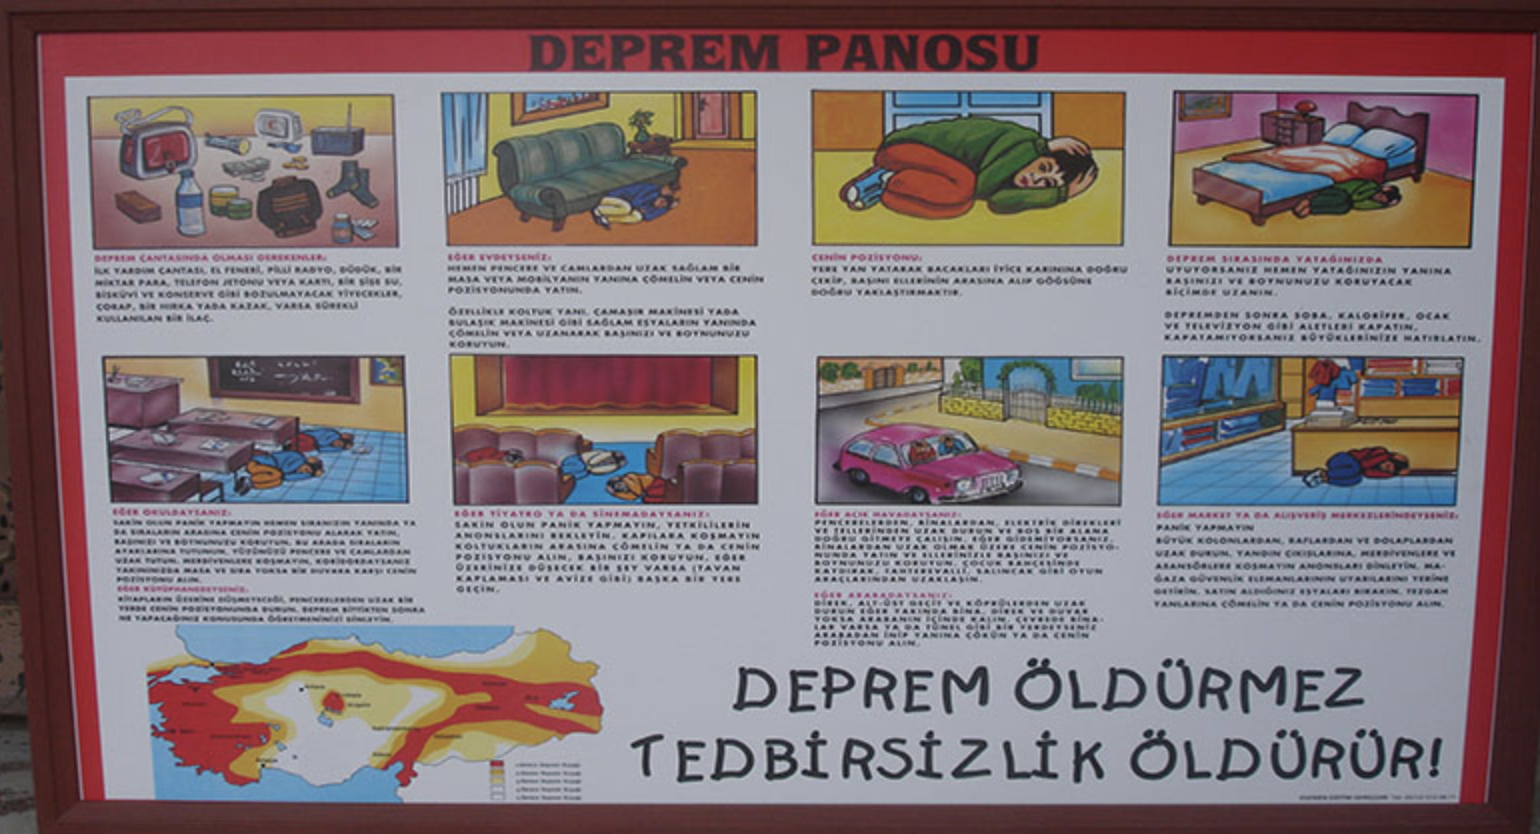 DEPREM PANOSU
DEPREM ÇANTASINDA OLMASI GEREKENLER:
İLK YARDIM ÇANTASI, EL FENERİ, PİLLİ RADYO, DÜDÜK, BİR
MİKTAR PARA, TELEFON JETONU VEYA KARTI, BİR ŞİŞE SU,
BİSKÜVİ VE KONSERVE GİBİ BOZULMAYACAK YİYECEKLER,
ÇORAP, BİR HIRKA YADA KAZAK, VARSA SÜREKLİ
KULLANILAN BİR İLAÇ.
EĞER EVDEYSENİZ:
HEMEN PENCERE VE CAMLARDAN UZAK SAĞLAM BİR
MASA VEYA MOBİLYANIN YANINA ÇÖMELİN VEYA CENİN
POZİSYONUNDA YATIN.
ÖZELLİKLE KOLTUK YANI, ÇAMAŞIR MAKİNESİ YADA
BULAŞIK MAKİNESİ GİBİ SAĞLAM EŞYALARIN YANINDA
ÇÖMELİN VEYA UZANARAK BAŞINIZI VE BOYNUNUZU
KORUYUN.
CENİN POZİSYONU:
YERE YAN YATARAK BACAKLARI İYİCE KARINNA DOĞRU
ÇEKİP, BAŞINI ELLERİNİN ARASINA ALIP GÖĞSÜNE
DOĞRU YAKLAŞTIRMAKTIR.
DEPREM SIRASINDA YATAĞINIZDA
UYUYORSANIZ HEMEN YATAĞINIZIN YANINA
BAŞINIZI VE BOYNUNUZU KORUYACAK
BİÇİMDE UZANIN.
DEPREMDEN SONRA SOBA, KALORİFER, OCAK
VE TELEVİZYON GİBİ ALETLERİ KAPATIN,
KAPATAMIYORSANIZ BÜYÜKLERİNİZE HATIRLATIN.
EĞER OKULDAYSANIZ:
SAKİN OLUN PANİK YAPMAYIN HEMEN SIRANIZIN YANINDA YA
DA SIRALARIN ARASINA CENİN POZİSYONU ALARAK YATIN,
BAŞINIZI VE BOYNUNUZU KORUYUN. BU ARADA SIRALARIN
AYAKLARINA TUTUNUN, YÜZÜNÜZÜ PENCERE VE CAMLARDAN
UZAK TUTUN. MERDİVENLERE KOŞMAYIN, KORİDORDAYSANIZ
YAKININIZDA MASA VE SIRA YOKSA BİR DUVARA KARŞI CENİN
POZİSYONU ALIN.
EĞER KÜTÜPHANEDEYSENİZ:
KİTAPLARIN ÜZERİNE DÜŞMEYECEĞİ, PENCERELERDEN UZAK BİR
YERDE CENİN POZİSYONUNDA DURUN. DEPREM BİTTİKTEN SONRA
NE YAPACAĞINIZ KONUSUNDA ÖĞRETMENİNİZİ DİNLEYİN.
EĞER TİYATRO YA DA SİNEMADAYSANIZ:
SAKİN OLUN PANİK YAPMAYIN, YETKİLİLERİN
ANONSLARINI BEKLEYİN. KAPILARA KOŞMAYIN
KOLTUKLARIN ARASINA ÇÖMELİN YA DA CENİN
POZİSYONU ALIN, BAŞINIZI KORUYUN. EĞER
ÜZERİNİZE DÜŞECEK BİR ŞEY VARSA (TAVAN
KAPLAMASI VE AVİZE GİBİ) BAŞKA BİR YERE
GEÇİN.
EĞER AÇIK HAVADAYSANIZ:
PENCERELERDEN, BİNALARDAN, ELEKTRİK DİREKLERİ
VE TELLERİNDEN UZAK DURUN VE BOŞ BİR ALANA
DOĞRU GİTMEYE ÇALIŞIN. EĞER GİDEMİYORSANIZ,
BİNALARDAN UZAK OLMAK ÜZERE CENİN POZİSYO-
NUNDA YATIN VE ELLERİNİZLE BAŞINIZI VE
BOYNUNUZU KORUYUN. ÇOCUK BAHÇESİNDE
KAYDIRAK, TAHTEREVALLİ, SALINCAK GİBİ OYUN
ARAÇLARINDAN UZAKLAŞIN.
EĞER ARABADAYSANIZ:
DİREK, ALT-ÜST GEÇİT VE KÖPRÜLERDEN UZAK
DURUN EĞER YAKINDA BİNA, DİREK VE DUVAR
YOKSA ARABANIN İÇİNDE KALIN. ÇEVREDE BİNA-
LAR VARSA YA DA TÜNEL GİBİ BİR YERDEYSENİZ
ARABADAN İNİP YANINA ÇÖKÜN YA DA CENİN
POZİSYONU ALIN.
EĞER MARKET YA DA ALIŞVERİŞ MERKEZLERİNDEYSENİZ:
PANİK YAPMAYIN
BÜYÜK KOLONLARDAN, RAFLARDAN VE DOLAPLARDAN
UZAK DURUN. YANGIN ÇIKIŞLARINA, MERDİVENLERE VE
ASANSÖRLERE KOŞMAYIN ANONSLARI DİNLEYİN. MA-
ĞAZA GÜVENLİK ELEMANLARININ UYARILARINI YERİNE
GETİRİN. SATIN ALDIĞINIZ EŞYALARI BIRAKIN. TEZGAH
YANLARINA ÇÖMELİN YA DA CENİN POZİSYONU ALIN.
DEPREM ÖLDÜRMEZ
TEDBİRSİZLİK ÖLDÜRÜR!